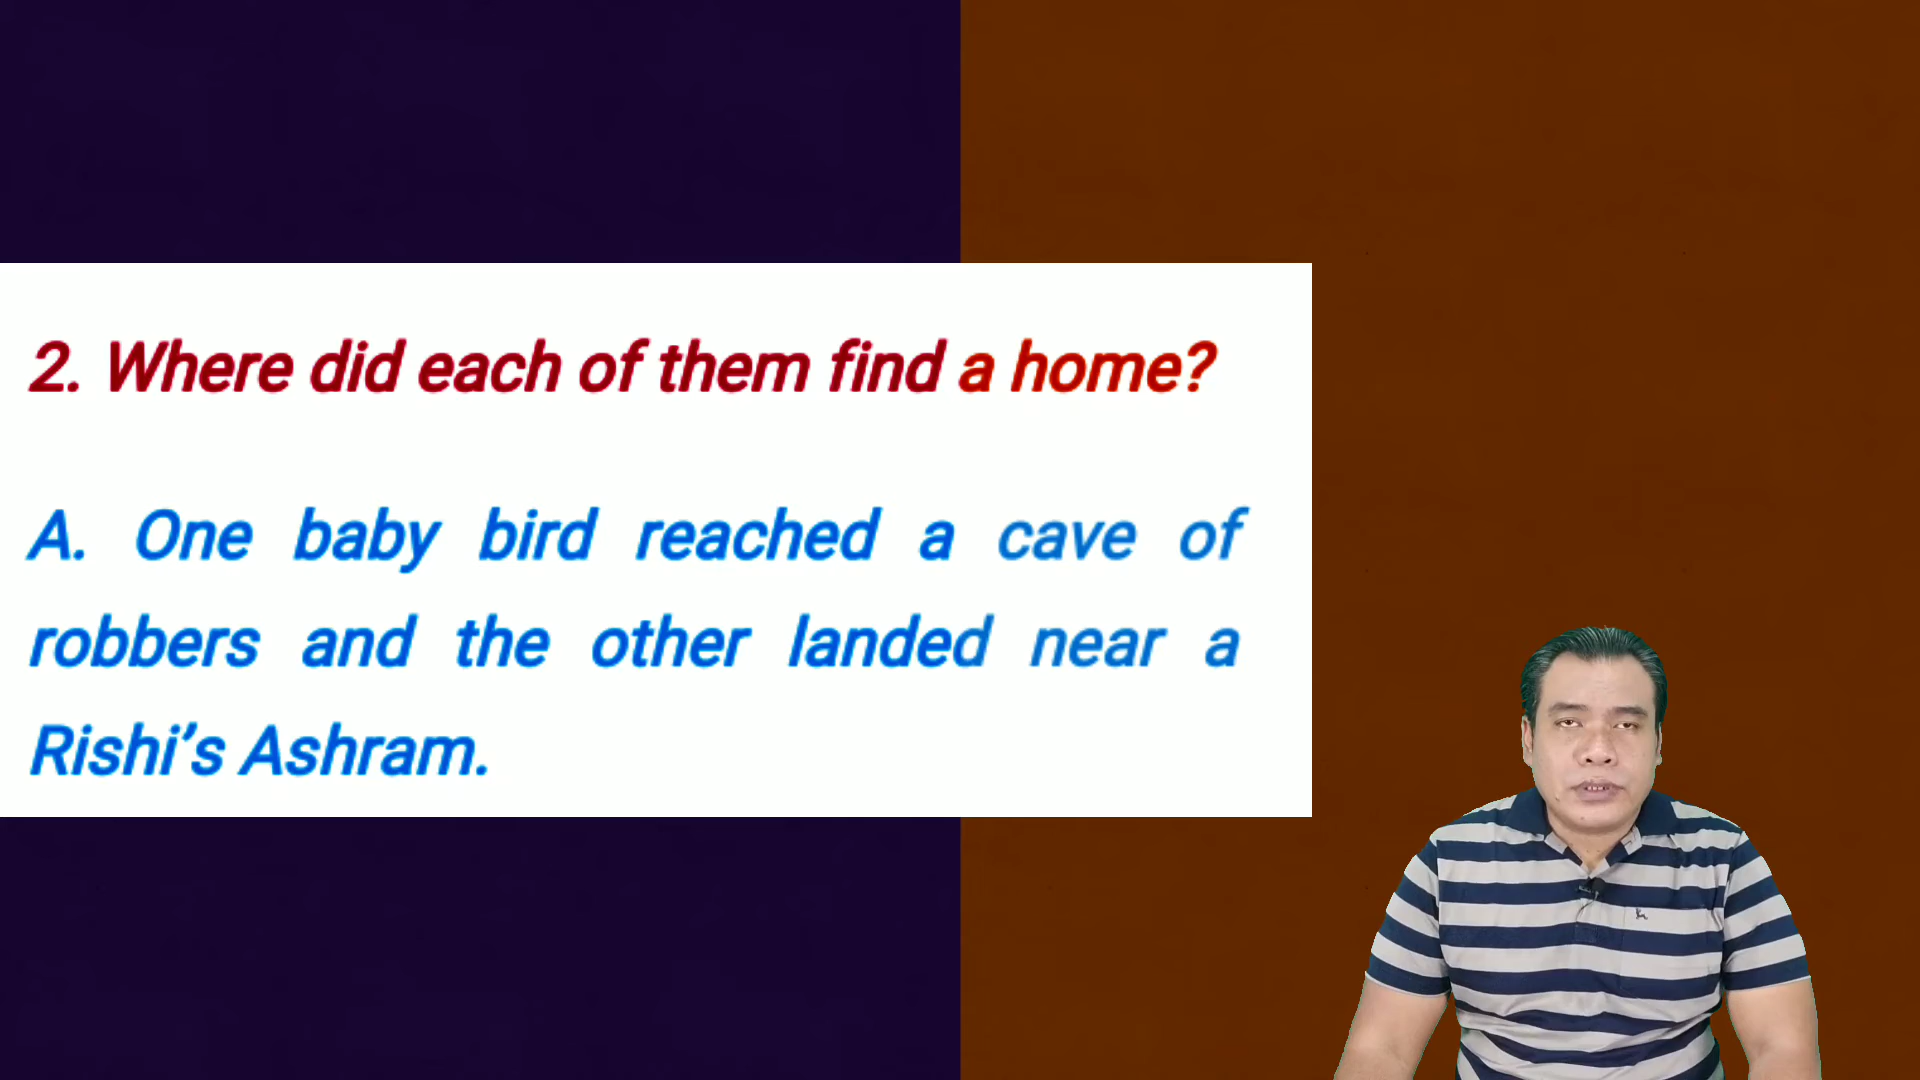 2. Where did each of them find a home?
A. One baby bird reached a cave of
robbers and the other landed near a
Rishi’s Ashram.